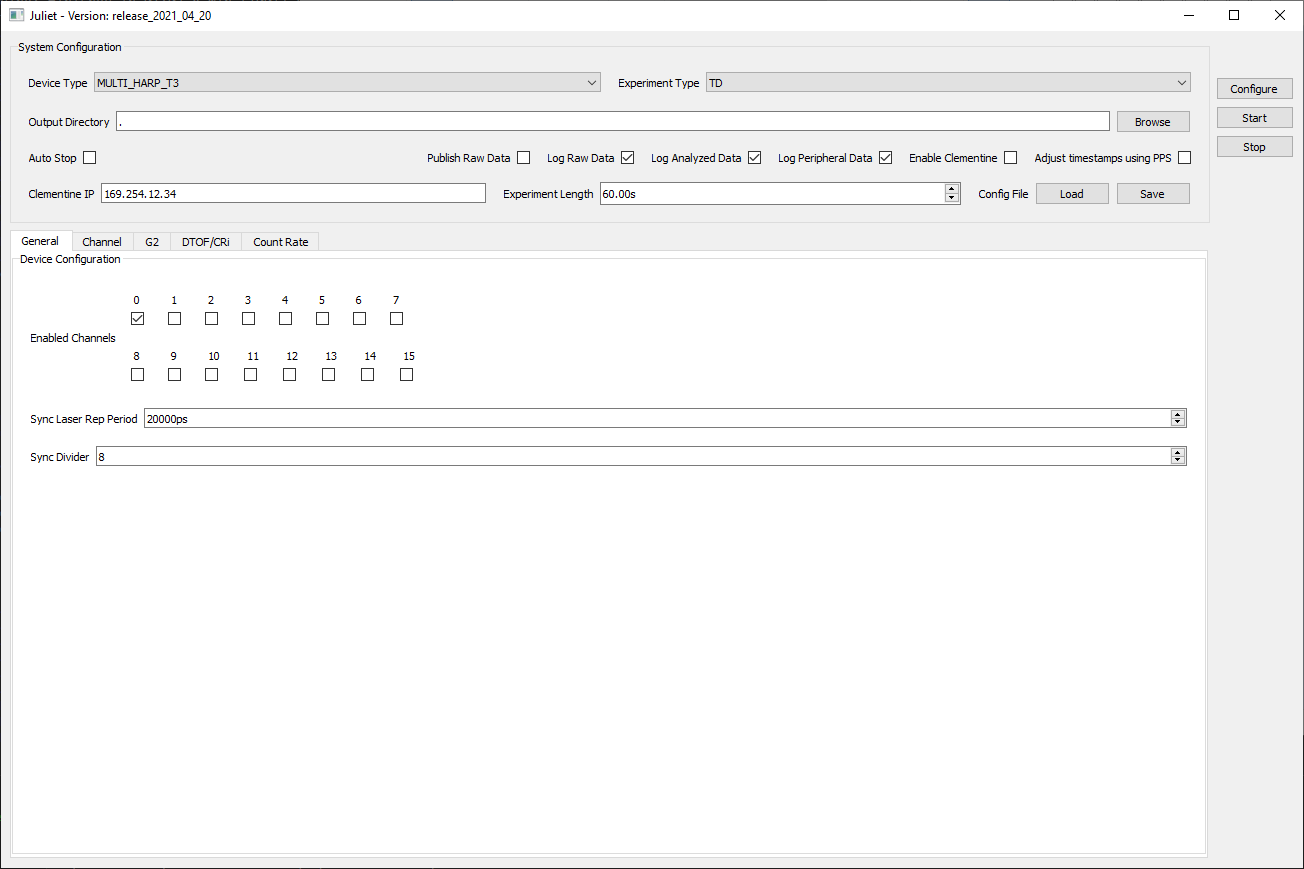 Juliet - Version: release_2021_04_20
System Configuration
Device Type MULTI_HARP_T3 Experiment Type TD
Configure
Output Directory . Browse
Start
Stop
Auto Stop Publish Raw Data Log Raw Data Log Analyzed Data Log Peripheral Data Enable Clementine Adjust timestamps using PPS
Clementine IP 169.254.12.34 Experiment Length 60.00s Config File Load Save
General Channel G2 DTOF/CRi Count Rate
Device Configuration
0 1 2 3 4 5 6 7
Enabled Channels
8 9 10 11 12 13 14 15
Sync Laser Rep Period 20000ps
Sync Divider 8